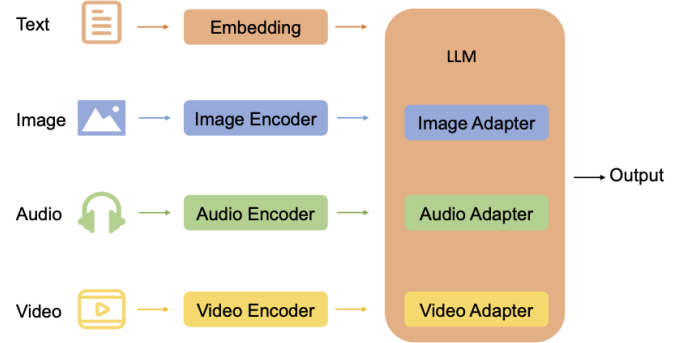 Text
Embedding
LLM
Image
Image Encoder
Image Adapter
Output
Audio
Audio Encoder
Audio Adapter
Video
Video Encoder
Video Adapter